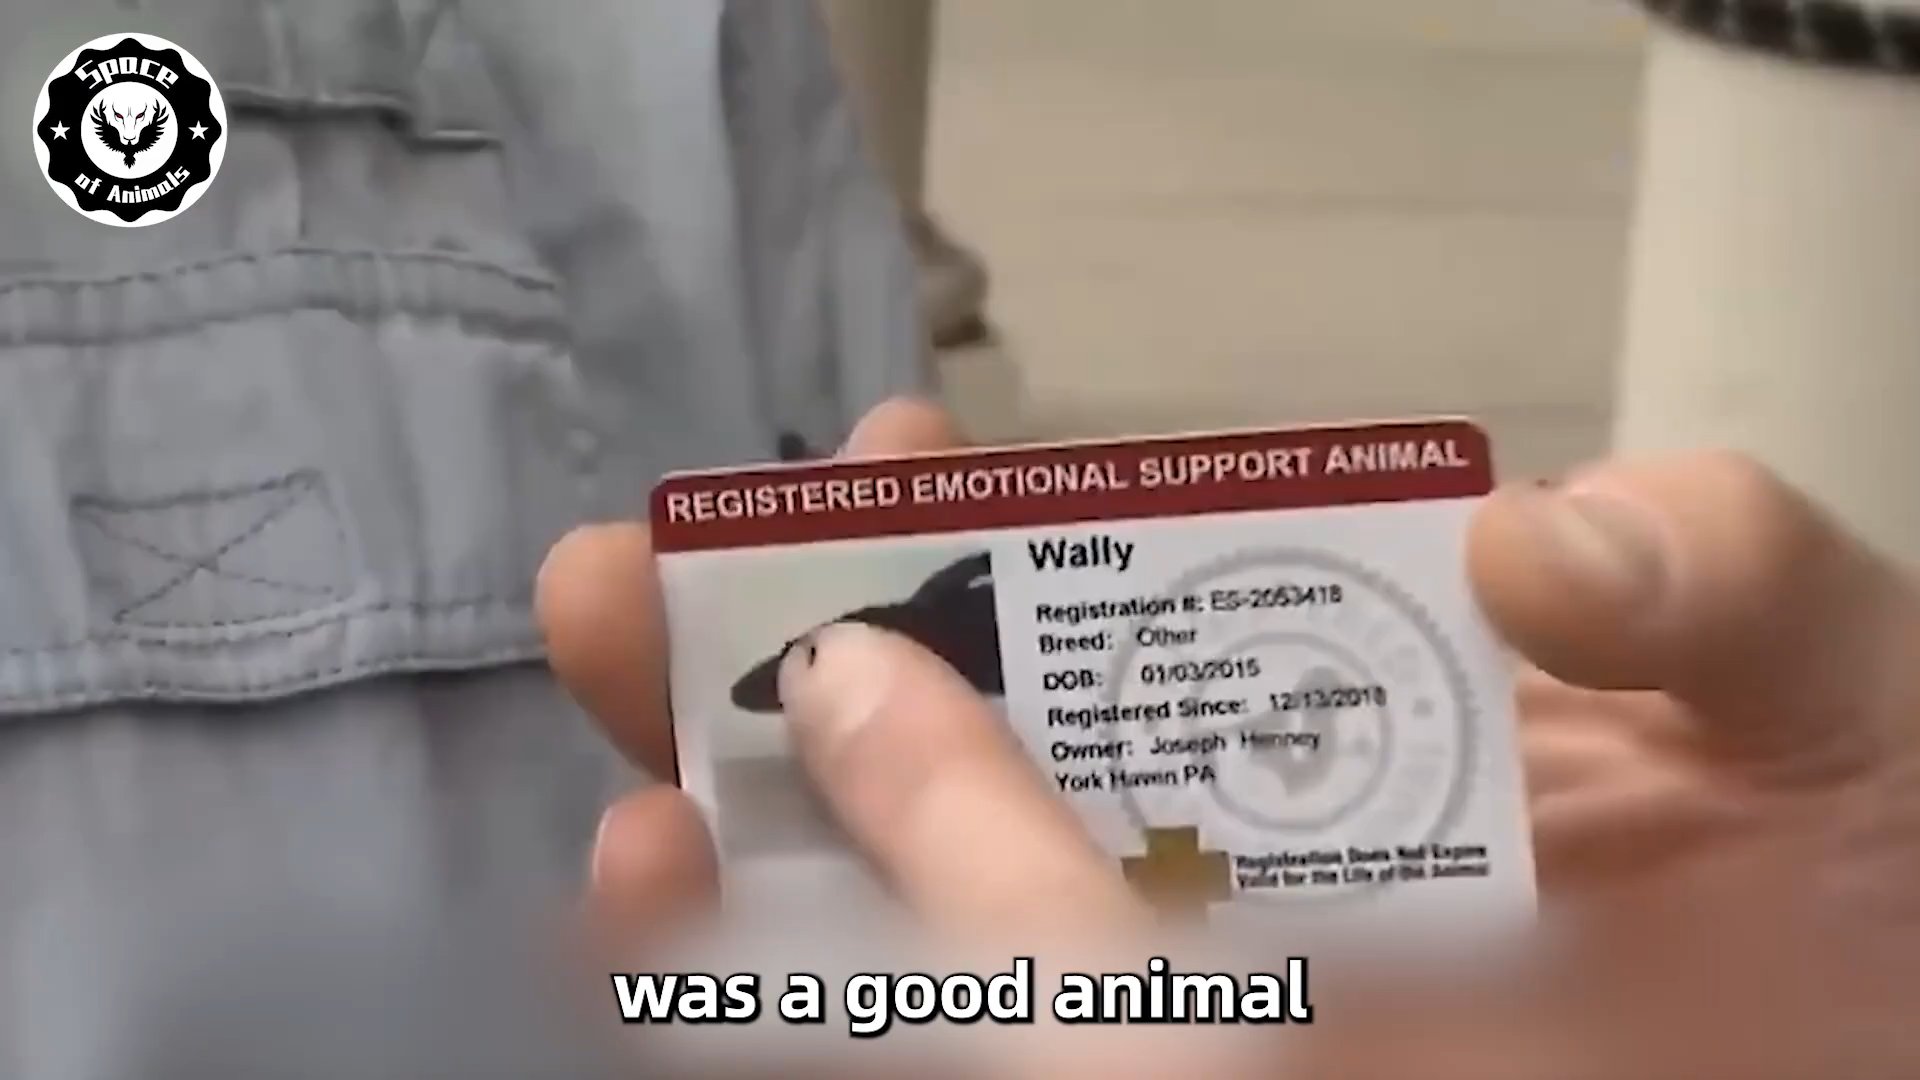 Space
of Animals
REGISTERED EMOTIONAL SUPPORT ANIMAL
Wally
Registration #: ES-2053418
Breed: Other
DOB: 01/03/2015
Registered Since: 12/13/2018
Owner: Joseph Henney
York Haven PA
Registration Does Not Expire
Valid for the Life of the Animal
was a good animal